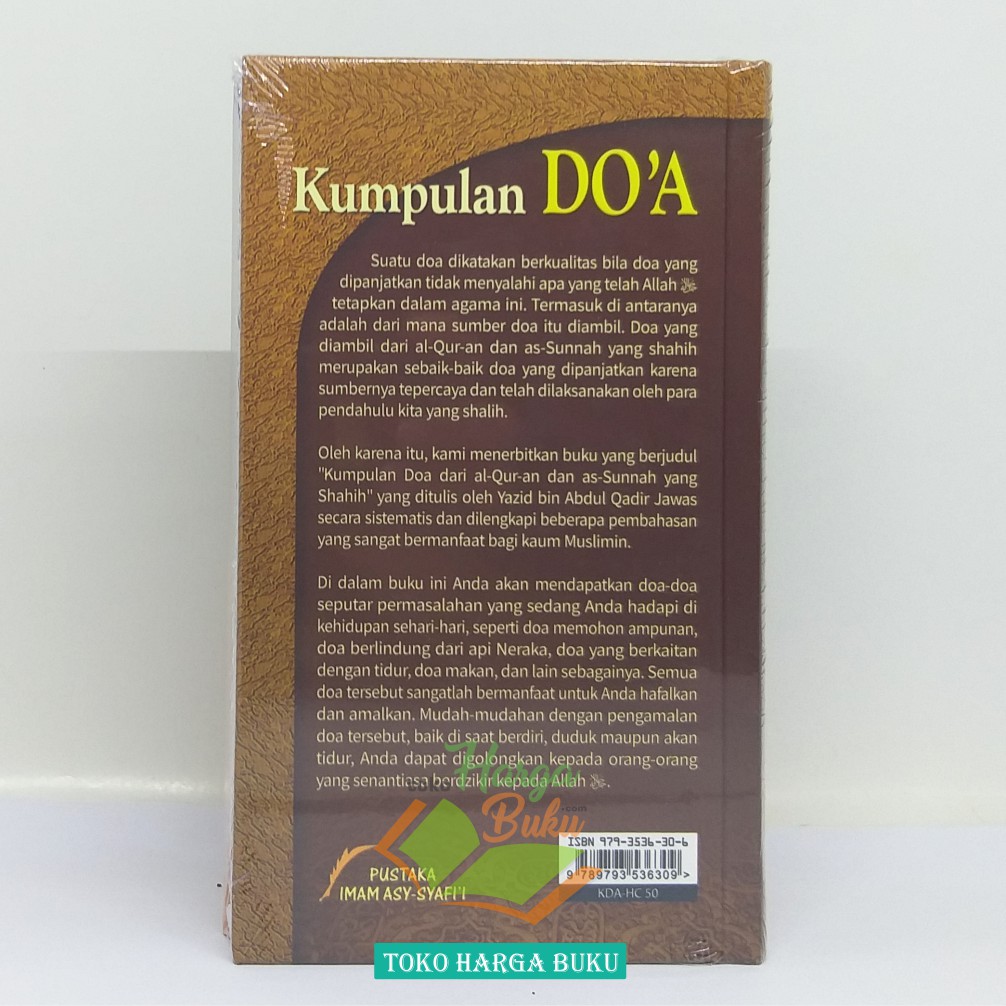 Kumpulan DO'A
Suatu doa dikatakan berkualitas bila doa yang
dipanjatkan tidak menyalahi apa yang telah Allah ﷻ
tetapkan dalam agama ini. Termasuk di antaranya
adalah dari mana sumber doa itu diambil. Doa yang
diambil dari al-Qur-an dan as-Sunnah yang shahih
merupakan sebaik-baik doa yang dipanjatkan karena
sumbernya tepercaya dan telah dilaksanakan oleh para
pendahulu kita yang shalih.
Oleh karena itu, kami menerbitkan buku yang berjudul
"Kumpulan Doa dari al-Qur-an dan as-Sunnah yang
Shahih" yang ditulis oleh Yazid bin Abdul Qadir Jawas
secara sistematis dan dilengkapi beberapa pembahasan
yang sangat bermanfaat bagi kaum Muslimin.
Di dalam buku ini Anda akan mendapatkan doa-doa
seputar permasalahan yang sedang Anda hadapi di
kehidupan sehari-hari, seperti doa memohon ampunan,
doa berlindung dari api Neraka, doa yang berkaitan
dengan tidur, doa makan, dan lain sebagainya. Semua
doa tersebut sangatlah bermanfaat untuk Anda hafalkan
dan amalkan. Mudah-mudahan dengan pengamalan
doa tersebut, baik di saat berdiri, duduk maupun akan
tidur, Anda dapat digolongkan kepada orang-orang
yang senantiasa berdzikir kepada Allah ﷻ.
Toko Harga
Buku.com
ISBN 979-3536-30-6
9 789793 536309 >
KDA-HC 50
PUSTAKA
IMAM ASY-SYAFI'I
TOKO HARGA BUKU